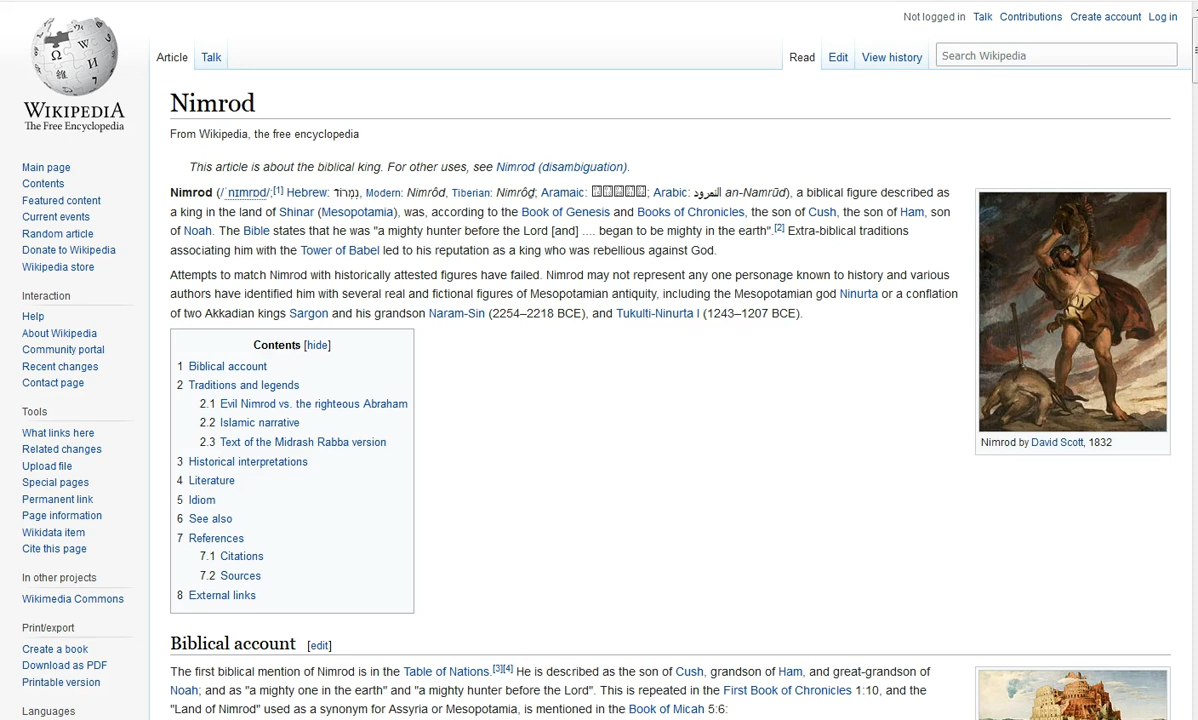 Not logged in Talk Contributions Create account Log in
WIKIPEDIA
The Free Encyclopedia
Article Talk
Read Edit View history Search Wikipedia
Main page
Contents
Featured content
Current events
Random article
Donate to Wikipedia
Wikipedia store
Interaction
Help
About Wikipedia
Community portal
Recent changes
Contact page
Tools
What links here
Related changes
Upload file
Special pages
Permanent link
Page information
Wikidata item
Cite this page
In other projects
Wikimedia Commons
Print/export
Create a book
Download as PDF
Printable version
Languages
Nimrod
From Wikipedia, the free encyclopedia
This article is about the biblical king. For other uses, see Nimrod (disambiguation).
Nimrod (/ˈnɪmrɒd/;[1] Hebrew: נִמְרוֹדֿ, Modern: Nimrôd, Tiberian: Nimrôḏ; Aramaic: ; Arabic: النمرود an-Namrūd), a biblical figure described as
a king in the land of Shinar (Mesopotamia), was, according to the Book of Genesis and Books of Chronicles, the son of Cush, the son of Ham, son
of Noah. The Bible states that he was "a mighty hunter before the Lord [and] .... began to be mighty in the earth".[2] Extra-biblical traditions
associating him with the Tower of Babel led to his reputation as a king who was rebellious against God.
Attempts to match Nimrod with historically attested figures have failed. Nimrod may not represent any one personage known to history and various
authors have identified him with several real and fictional figures of Mesopotamian antiquity, including the Mesopotamian god Ninurta or a conflation
of two Akkadian kings Sargon and his grandson Naram-Sin (2254–2218 BCE), and Tukulti-Ninurta I (1243–1207 BCE).
Nimrod by David Scott, 1832
Contents [hide]
1 Biblical account
2 Traditions and legends
2.1 Evil Nimrod vs. the righteous Abraham
2.2 Islamic narrative
2.3 Text of the Midrash Rabba version
3 Historical interpretations
4 Literature
5 Idiom
6 See also
7 References
7.1 Citations
7.2 Sources
8 External links
Biblical account [edit]
The first biblical mention of Nimrod is in the Table of Nations.[3][4] He is described as the son of Cush, grandson of Ham, and great-grandson of
Noah; and as "a mighty one in the earth" and "a mighty hunter before the Lord". This is repeated in the First Book of Chronicles 1:10, and the
"Land of Nimrod" used as a synonym for Assyria or Mesopotamia, is mentioned in the Book of Micah 5:6: